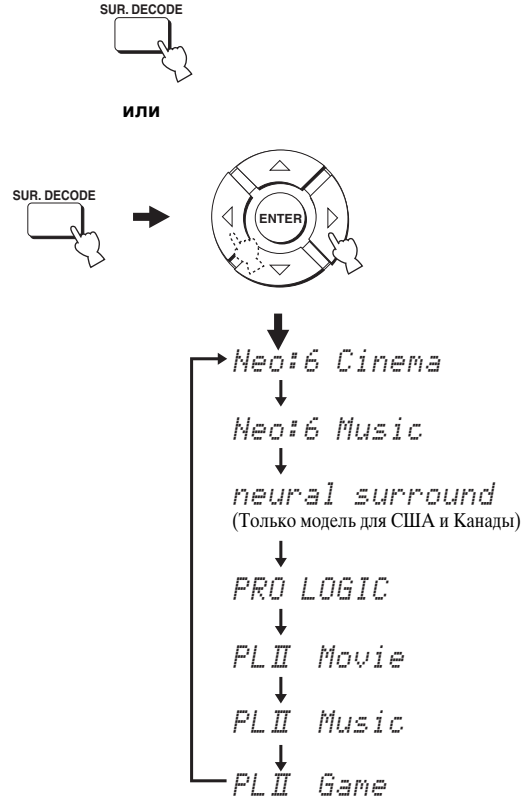 SUR. DECODE
или
SUR. DECODE
ENTER
Neo:6 Cinema
Neo:6 Music
neural surround
(Только модель для США и Канады)
PRO LOGIC
PLⅡ Movie
PLⅡ Music
PLⅡ Game